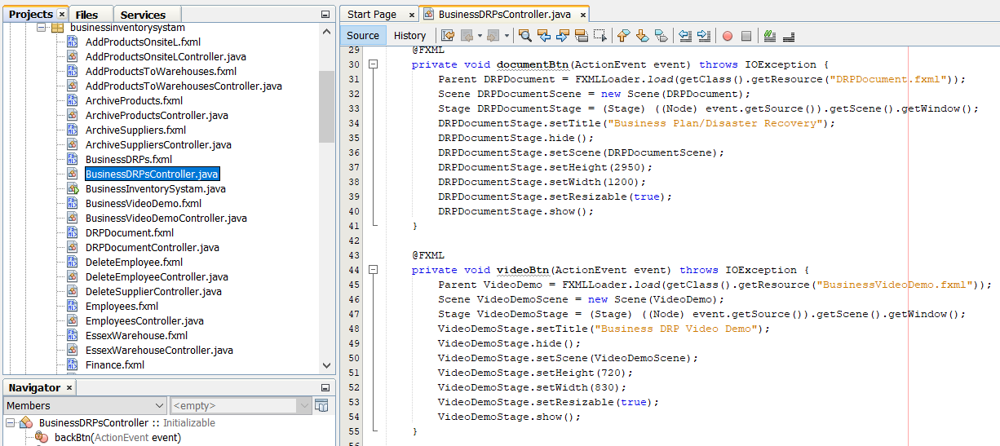 Projects × Files Services
businessinventorysystam
AddProductsOnsiteL.fxml
AddProductsOnsiteLController.java
AddProductsToWarehouses.fxml
AddProductsToWarehousesController.java
ArchiveProducts.fxml
ArchiveProductsController.java
ArchiveSuppliers.fxml
ArchiveSuppliersController.java
BusinessDRPs.fxml
BusinessDRPsController.java
BusinessInventorySystam.java
BusinessVideoDemo.fxml
BusinessVideoDemoController.java
DRPDocument.fxml
DRPDocumentController.java
DeleteEmployee.fxml
DeleteEmployeeController.java
DeleteSupplierController.java
Employees.fxml
EmployeesController.java
EssexWarehouse.fxml
EssexWarehouseController.java
Finance.fxml
Navigator ×
Members <empty>
BusinessDRPsController :: Initializable
backBtn(ActionEvent event)
Start Page × BusinessDRPsController.java ×
Source History
29 @FXML
30 private void documentBtn(ActionEvent event) throws IOException {
31 Parent DRPDocument = FXMLLoader.load(getClass().getResource("DRPDocument.fxml"));
32 Scene DRPDocumentScene = new Scene(DRPDocument);
33 Stage DRPDocumentStage = (Stage) ((Node) event.getSource()).getScene().getWindow();
34 DRPDocumentStage.setTitle("Business Plan/Disaster Recovery");
35 DRPDocumentStage.hide();
36 DRPDocumentStage.setScene(DRPDocumentScene);
37 DRPDocumentStage.setHeight(2950);
38 DRPDocumentStage.setWidth(1200);
39 DRPDocumentStage.setResizable(true);
40 DRPDocumentStage.show();
41 }
42
43 @FXML
44 private void videoBtn(ActionEvent event) throws IOException {
45 Parent VideoDemo = FXMLLoader.load(getClass().getResource("BusinessVideoDemo.fxml"));
46 Scene VideoDemoScene = new Scene(VideoDemo);
47 Stage VideoDemoStage = (Stage) ((Node) event.getSource()).getScene().getWindow();
48 VideoDemoStage.setTitle("Business DRP Video Demo");
49 VideoDemoStage.hide();
50 VideoDemoStage.setScene(VideoDemoScene);
51 VideoDemoStage.setHeight(720);
52 VideoDemoStage.setWidth(830);
53 VideoDemoStage.setResizable(true);
54 VideoDemoStage.show();
55 }